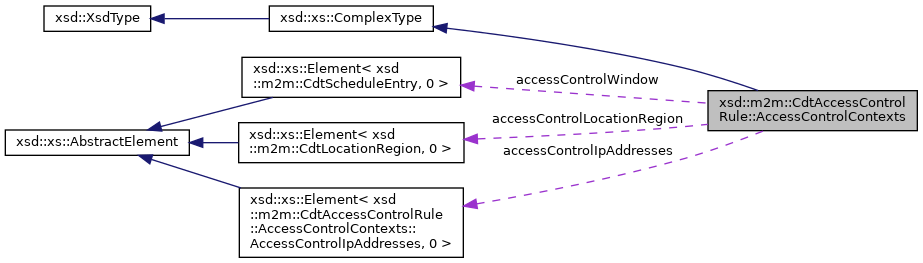 xsd::XsdType
xsd::xs::ComplexType
xsd::xs::Element< xsd
::m2m::CdtScheduleEntry, 0 >
accessControlWindow
xsd::m2m::CdtAccessControl
Rule::AccessControlContexts
xsd::xs::AbstractElement
xsd::xs::Element< xsd
::m2m::CdtLocationRegion, 0 >
accessControlLocationRegion
accessControlIpAddresses
xsd::xs::Element< xsd
::m2m::CdtAccessControlRule
::AccessControlContexts::
AccessControlIpAddresses, 0 >